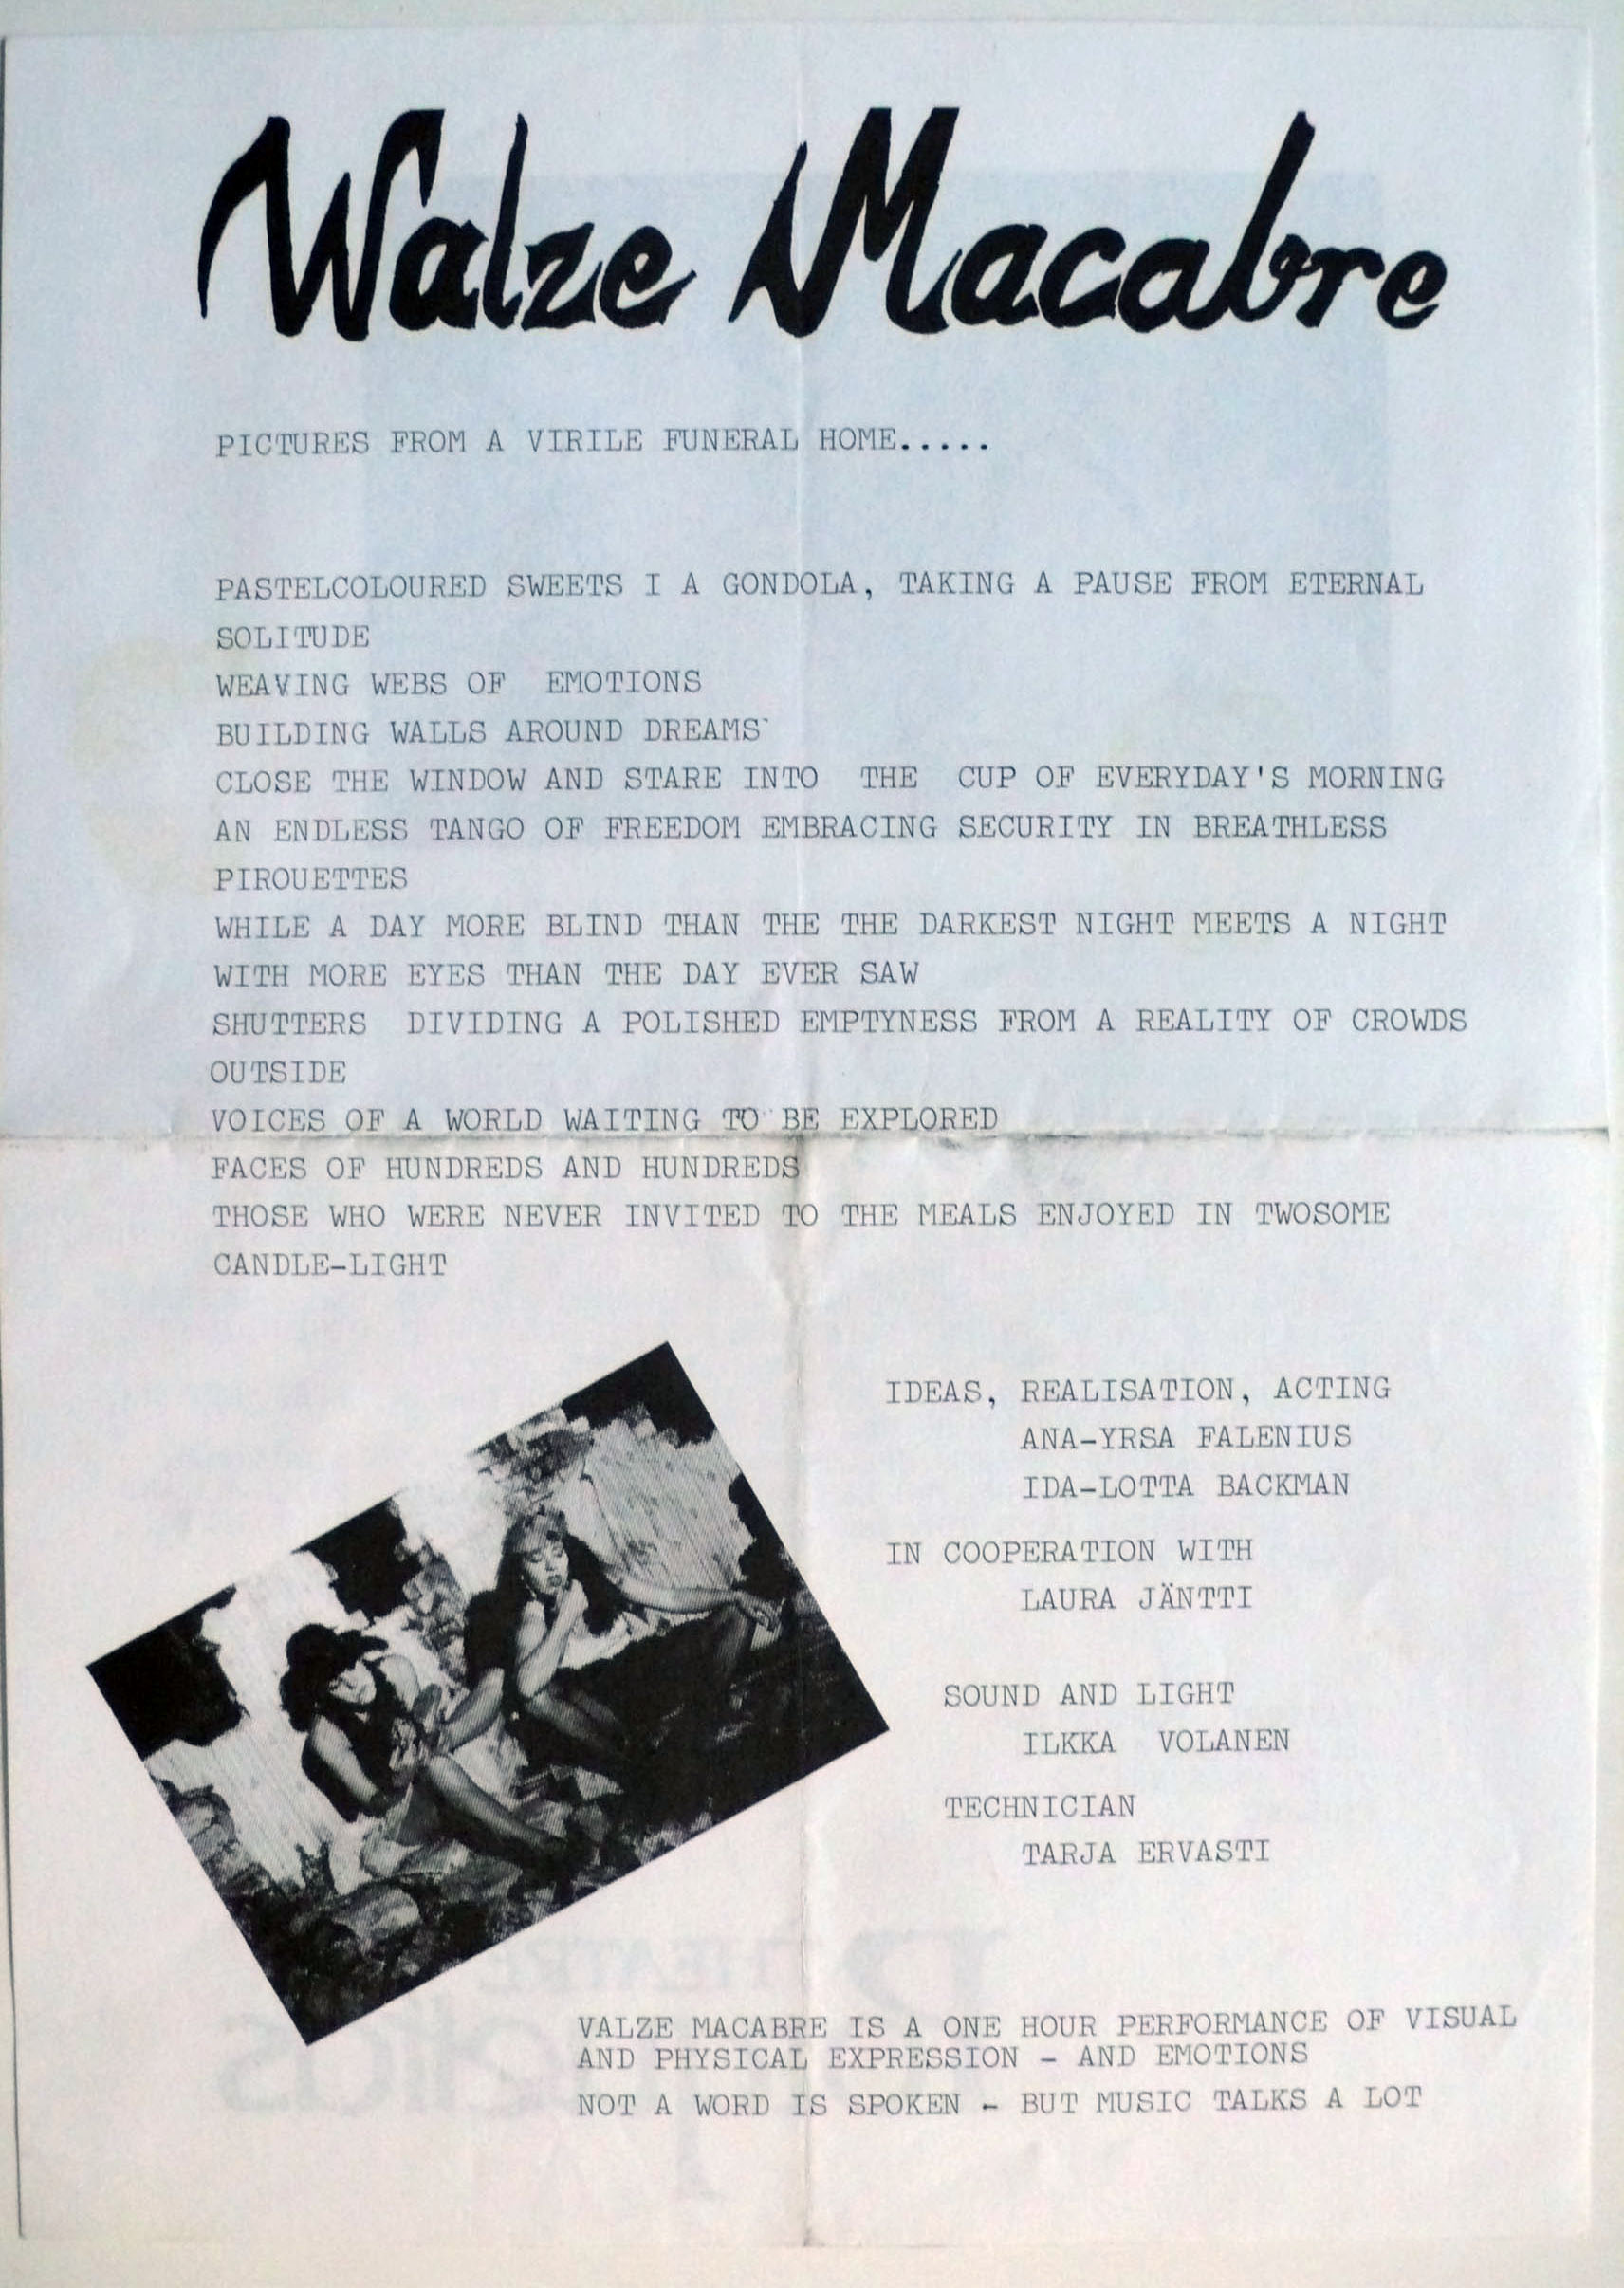 Walze Macabre
PICTURES FROM A VIRILE FUNERAL HOME.....
PASTELCOLOURED SWEETS I A GONDOLA, TAKING A PAUSE FROM ETERNAL
SOLITUDE
WEAVING WEBS OF EMOTIONS
BUILDING WALLS AROUND DREAMS`
CLOSE THE WINDOW AND STARE INTO THE CUP OF EVERYDAY'S MORNING
AN ENDLESS TANGO OF FREEDOM EMBRACING SECURITY IN BREATHLESS
PIROUETTES
WHILE A DAY MORE BLIND THAN THE THE DARKEST NIGHT MEETS A NIGHT
WITH MORE EYES THAN THE DAY EVER SAW
SHUTTERS DIVIDING A POLISHED EMPTYNESS FROM A REALITY OF CROWDS
OUTSIDE
VOICES OF A WORLD WAITING TO BE EXPLORED
FACES OF HUNDREDS AND HUNDREDS
THOSE WHO WERE NEVER INVITED TO THE MEALS ENJOYED IN TWOSOME
CANDLE-LIGHT
IDEAS, REALISATION, ACTING
ANA-YRSA FALENIUS
IDA-LOTTA BACKMAN
IN COOPERATION WITH
LAURA JÄNTTI
SOUND AND LIGHT
ILKKA VOLANEN
TECHNICIAN
TARJA ERVASTI
VALZE MACABRE IS A ONE HOUR PERFORMANCE OF VISUAL
AND PHYSICAL EXPRESSION - AND EMOTIONS
NOT A WORD IS SPOKEN - BUT MUSIC TALKS A LOT